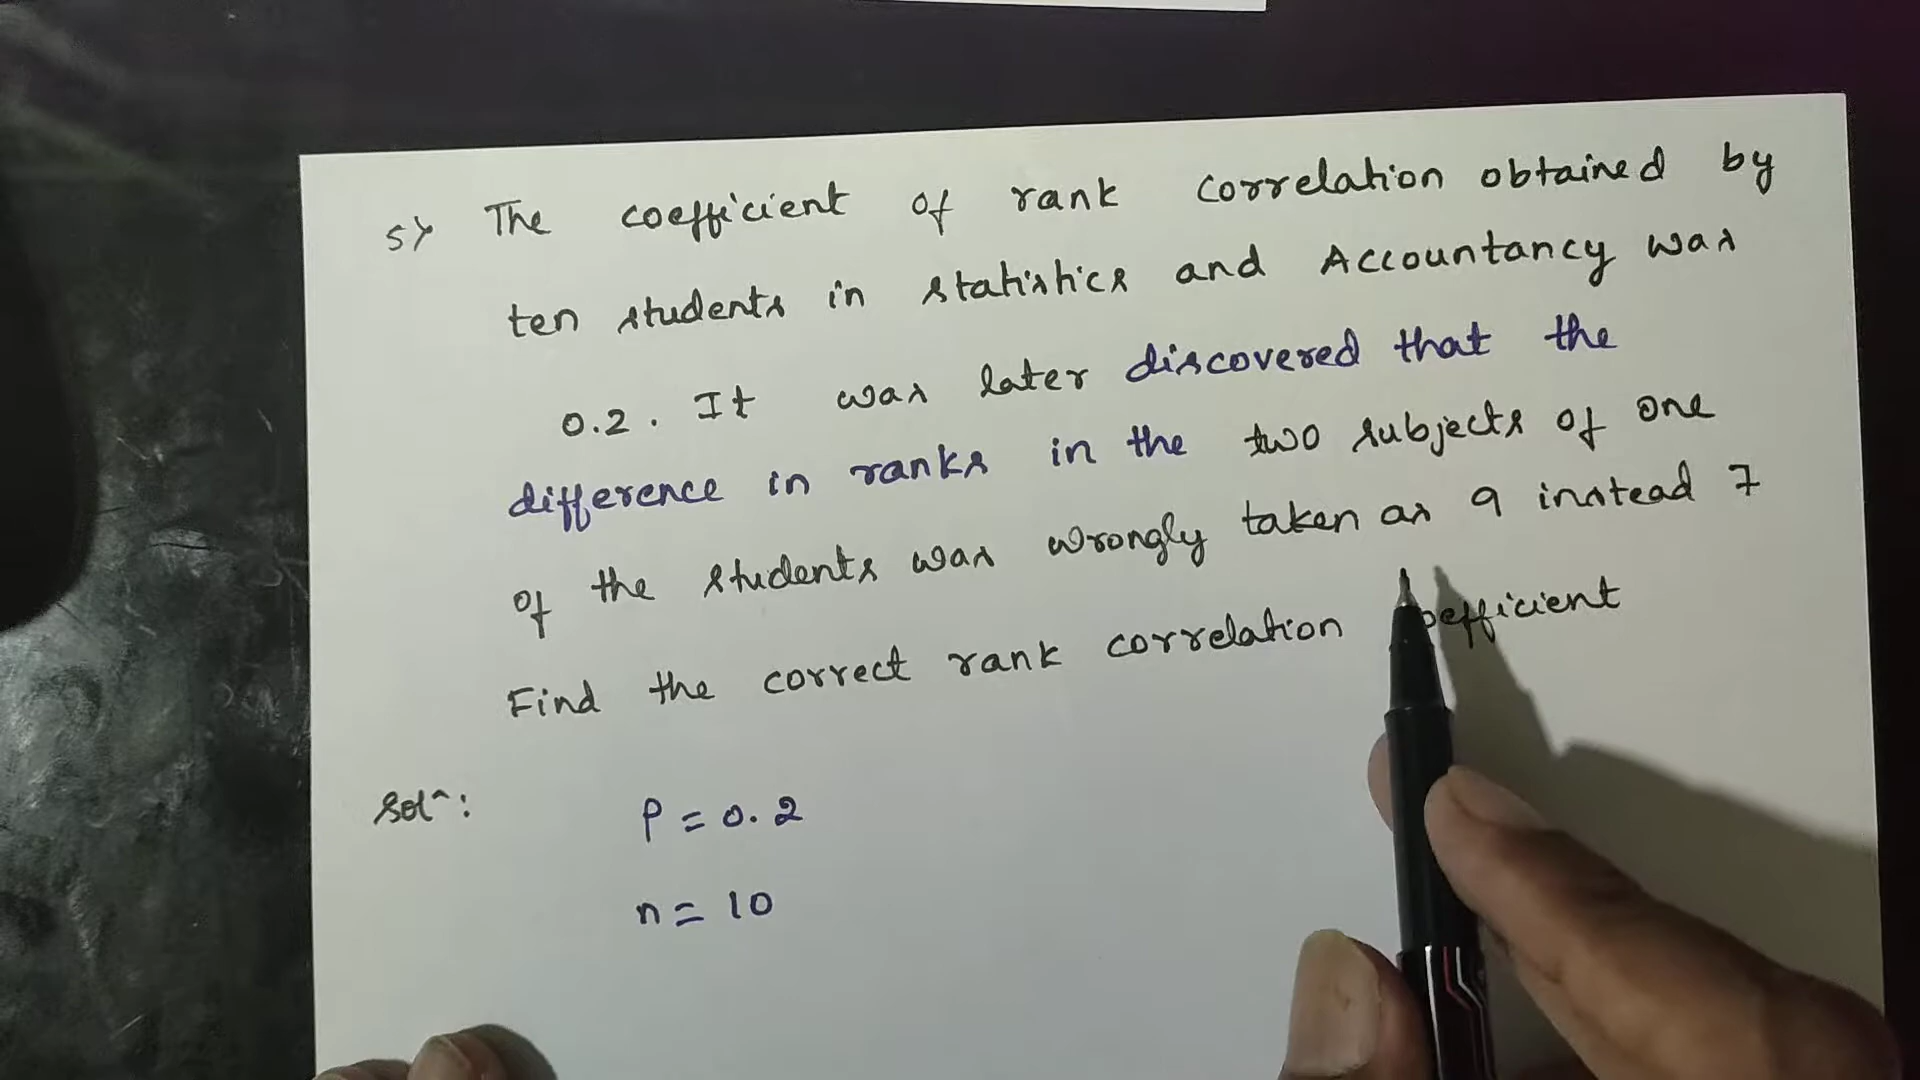 5) The coefficient of rank correlation obtained by
ten students in statistics and Accountancy was
0.2. It was later discovered that the
difference in ranks in the two subjects of one
of the students was wrongly taken as 9 instead 7
Find the correct rank correlation oefficient
Solⁿ:
ρ = 0.2
n = 10